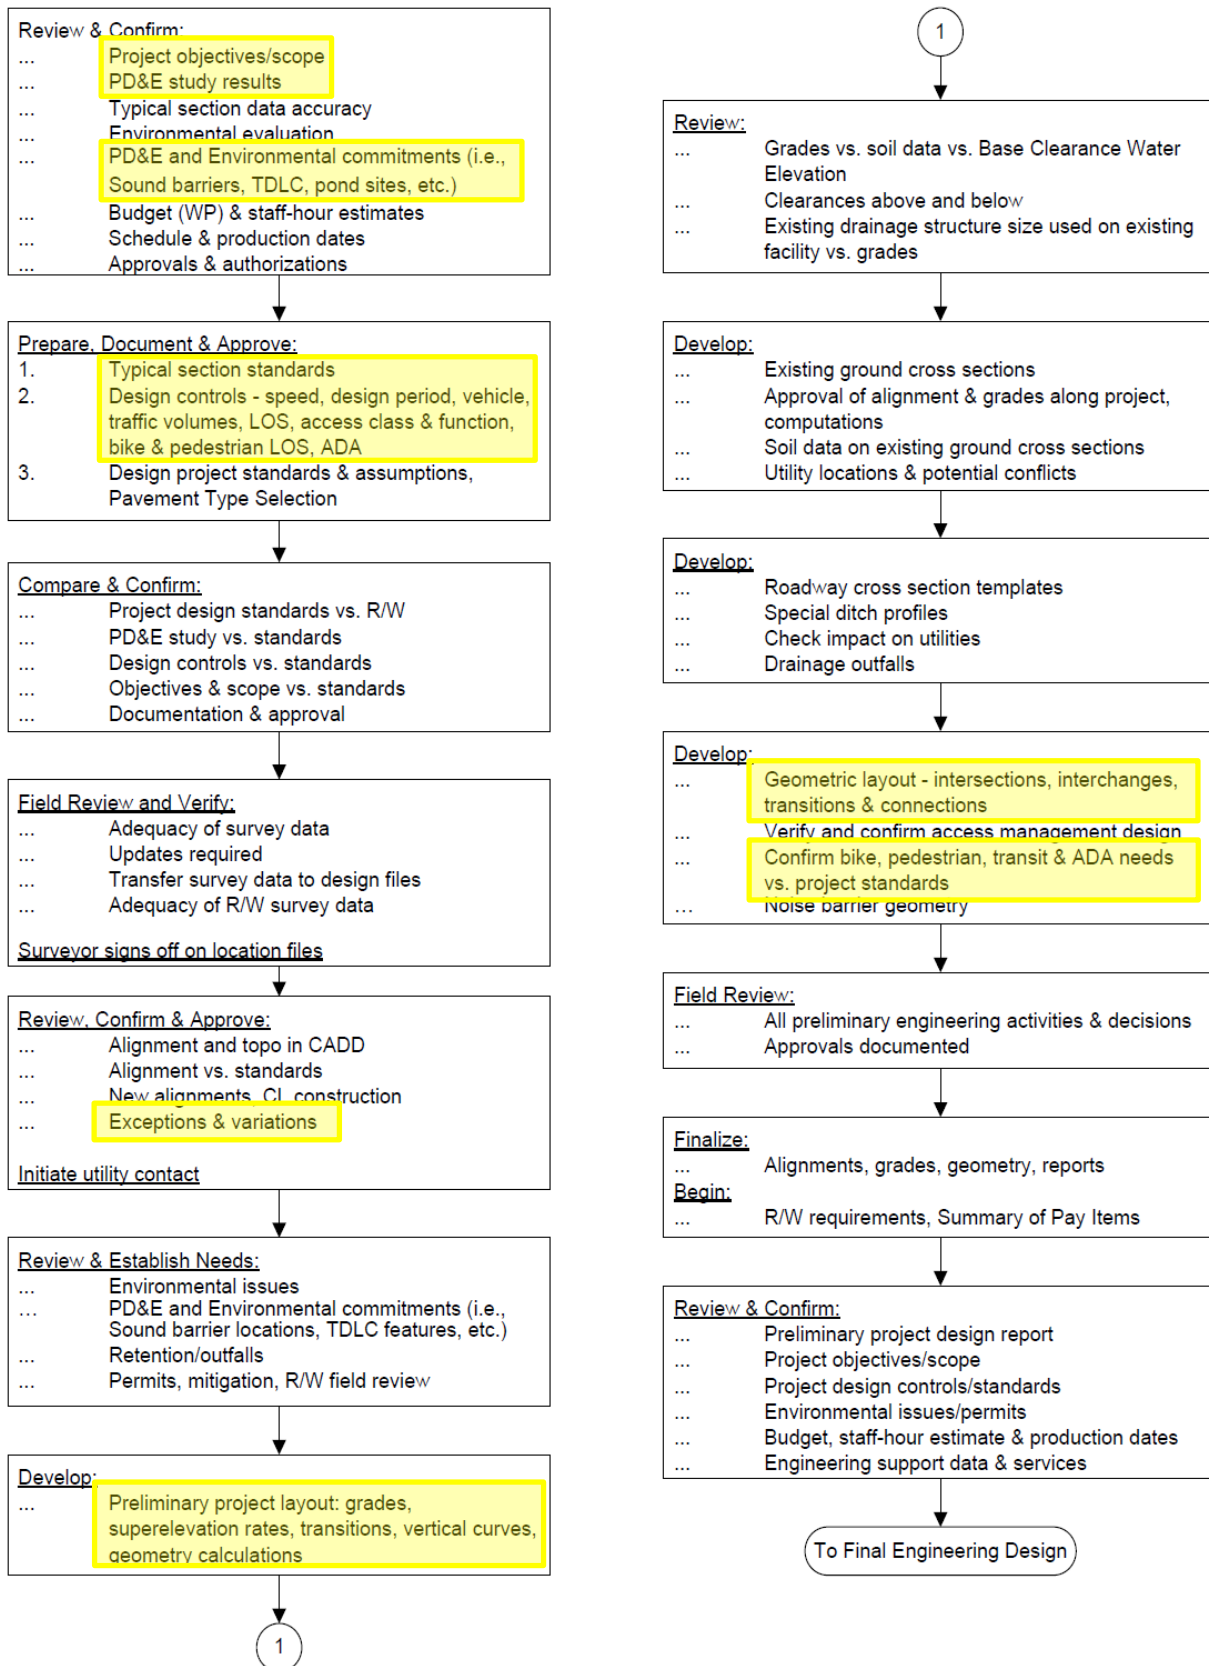 Review & Confirm:
... Project objectives/scope
... PD&E study results
... Typical section data accuracy
... Environmental evaluation
... PD&E and Environmental commitments (i.e.,
Sound barriers, TDLC, pond sites, etc.)
... Budget (WP) & staff-hour estimates
... Schedule & production dates
... Approvals & authorizations
Prepare, Document & Approve:
1. Typical section standards
2. Design controls - speed, design period, vehicle,
traffic volumes, LOS, access class & function,
bike & pedestrian LOS, ADA
3. Design project standards & assumptions,
Pavement Type Selection
Compare & Confirm:
... Project design standards vs. R/W
... PD&E study vs. standards
... Design controls vs. standards
... Objectives & scope vs. standards
... Documentation & approval
Field Review and Verify:
... Adequacy of survey data
... Updates required
... Transfer survey data to design files
... Adequacy of R/W survey data
Surveyor signs off on location files
Review, Confirm & Approve:
... Alignment and topo in CADD
... Alignment vs. standards
... New alignments, CL construction
... Exceptions & variations
Initiate utility contact
Review & Establish Needs:
... Environmental issues
... PD&E and Environmental commitments (i.e.,
Sound barrier locations, TDLC features, etc.)
... Retention/outfalls
... Permits, mitigation, R/W field review
Develop:
... Preliminary project layout: grades,
superelevation rates, transitions, vertical curves,
geometry calculations
1
1
Review:
... Grades vs. soil data vs. Base Clearance Water
Elevation
... Clearances above and below
... Existing drainage structure size used on existing
facility vs. grades
Develop:
... Existing ground cross sections
... Approval of alignment & grades along project,
computations
... Soil data on existing ground cross sections
... Utility locations & potential conflicts
Develop:
... Roadway cross section templates
... Special ditch profiles
... Check impact on utilities
... Drainage outfalls
Develop:
... Geometric layout - intersections, interchanges,
transitions & connections
... Verify and confirm access management design
... Confirm bike, pedestrian, transit & ADA needs
vs. project standards
... Noise barrier geometry
Field Review:
... All preliminary engineering activities & decisions
... Approvals documented
Finalize:
... Alignments, grades, geometry, reports
Begin:
... R/W requirements, Summary of Pay Items
Review & Confirm:
... Preliminary project design report
... Project objectives/scope
... Project design controls/standards
... Environmental issues/permits
... Budget, staff-hour estimate & production dates
... Engineering support data & services
To Final Engineering Design